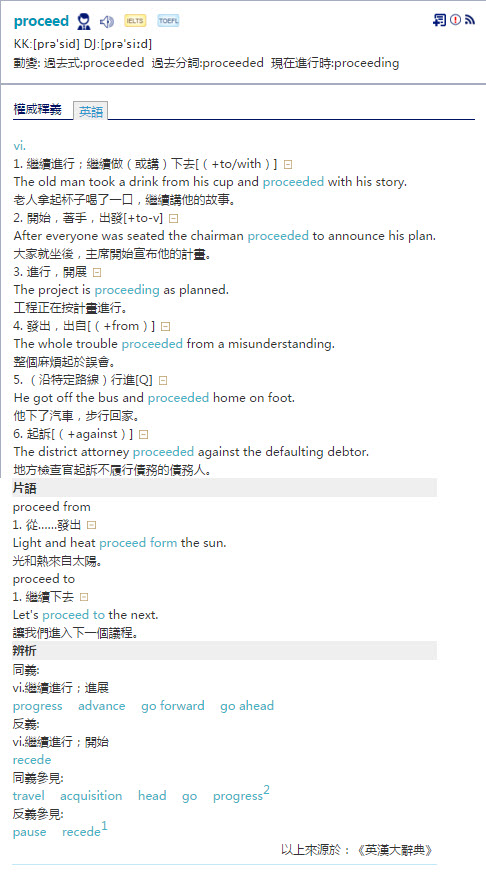 proceed IELTS TOEFL
KK:[prə'sid] DJ:[prə'siːd]
動變: 過去式:proceeded 過去分詞:proceeded 現在進行時:proceeding
權威釋義 英語
vi.
1. 繼續進行；繼續做（或講）下去[（+to/with）]
The old man took a drink from his cup and proceeded with his story.
老人拿起杯子喝了一口，繼續講他的故事。
2. 開始，著手，出發[+to-v]
After everyone was seated the chairman proceeded to announce his plan.
大家就坐後，主席開始宣布他的計畫。
3. 進行，開展
The project is proceeding as planned.
工程正在按計畫進行。
4. 發出，出自[（+from）]
The whole trouble proceeded from a misunderstanding.
整個麻煩起於誤會。
5. （沿特定路線）行進[Q]
He got off the bus and proceeded home on foot.
他下了汽車，步行回家。
6. 起訴[（+against）]
The district attorney proceeded against the defaulting debtor.
地方檢查官起訴不履行債務的債務人。
片語
proceed from
1. 從……發出
Light and heat proceed form the sun.
光和熱來自太陽。
proceed to
1. 繼續下去
Let's proceed to the next.
讓我們進入下一個議程。
辨析
同義:
vi.繼續進行；進展
progress advance go forward go ahead
反義:
vi.繼續進行；開始
recede
同義參見:
travel acquisition head go progress2
反義參見:
pause recede1
以上來源於：《英漢大辭典》